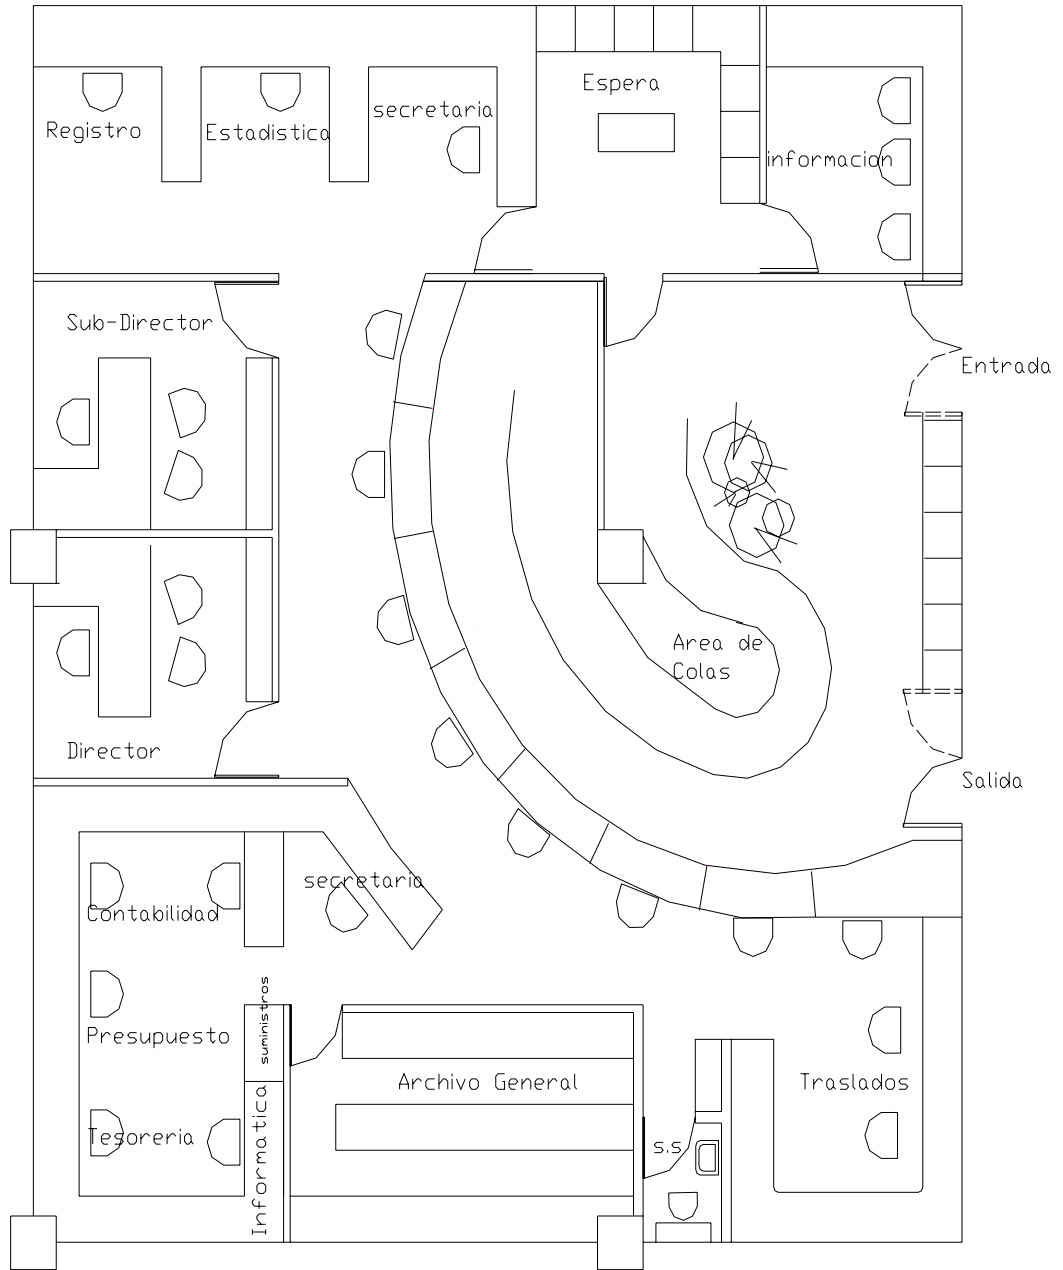 Espera
secretaria
Registro
Estadistica
informacion
Sub-Director
Entrada
Area de
Colas
Director
Salida
secretaria
Contabilidad
suministros
Presupuesto
Archivo General
Traslados
Tesoreria
s.s
Informatica